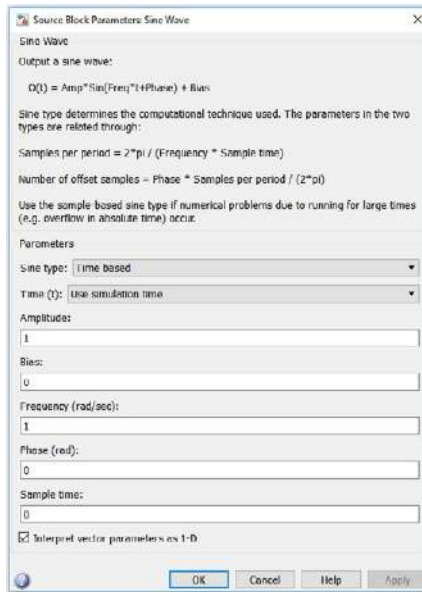 Source Block Parameters: Sine Wave
Sine Wave
Output a sine wave:
O(t) = Amp*Sin(Freq*t+Phase) + Bias
Sine type determines the computational technique used. The parameters in the two
types are related through:
Samples per period = 2*pi / (Frequency * Sample time)
Number of offset samples = Phase * Samples per period / (2*pi)
Use the sample-based sine type if numerical problems due to running for large times
(e.g. overflow in absolute time) occur.
Parameters
Sine type: Time based
Time (t): Use simulation time
Amplitude:
1
Bias:
0
Frequency (rad/sec):
1
Phase (rad):
0
Sample time:
0
Interpret vector parameters as 1-D
OK Cancel Help Apply